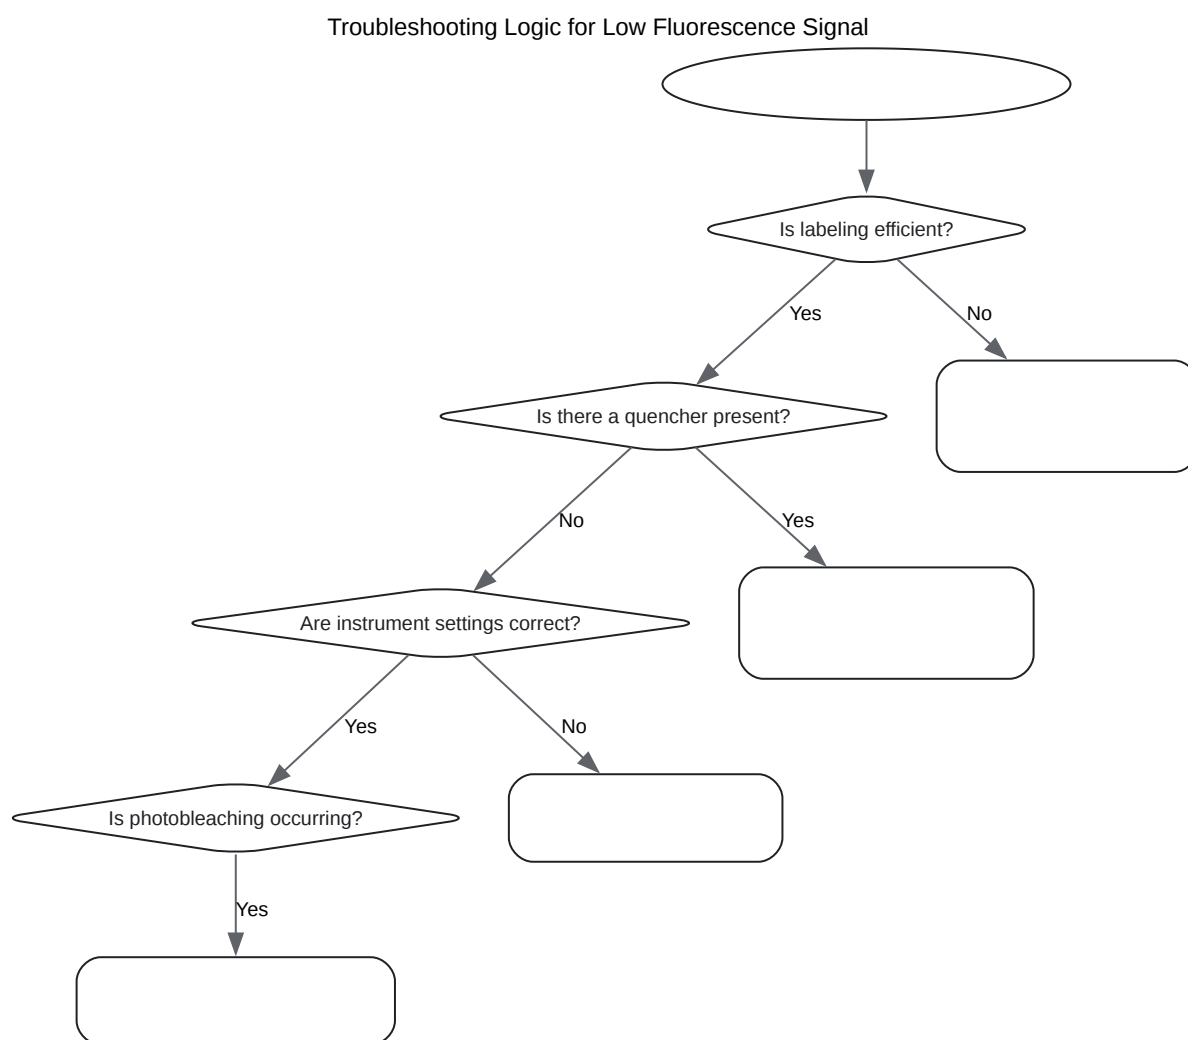 Troubleshooting Logic for Low Fluorescence Signal
Is labeling efficient?
Yes
No
Is there a quencher present?
No
Yes
Are instrument settings correct?
Yes
No
Is photobleaching occurring?
Yes